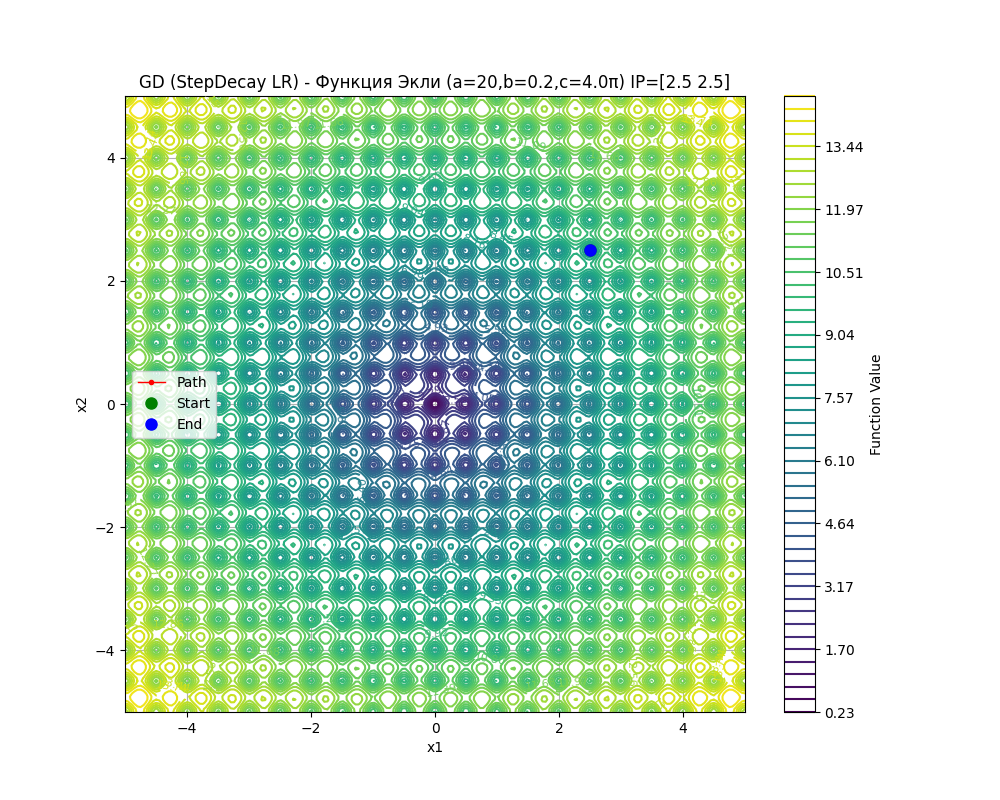 GD (StepDecay LR) - Функция Экли (a=20,b=0.2,c=4.0π) IP=[2.5 2.5]
4
2
0
−2
−4
x2
−4
−2
0
2
4
x1
Path
Start
End
13.44
11.97
10.51
9.04
7.57
6.10
4.64
3.17
1.70
0.23
Function Value